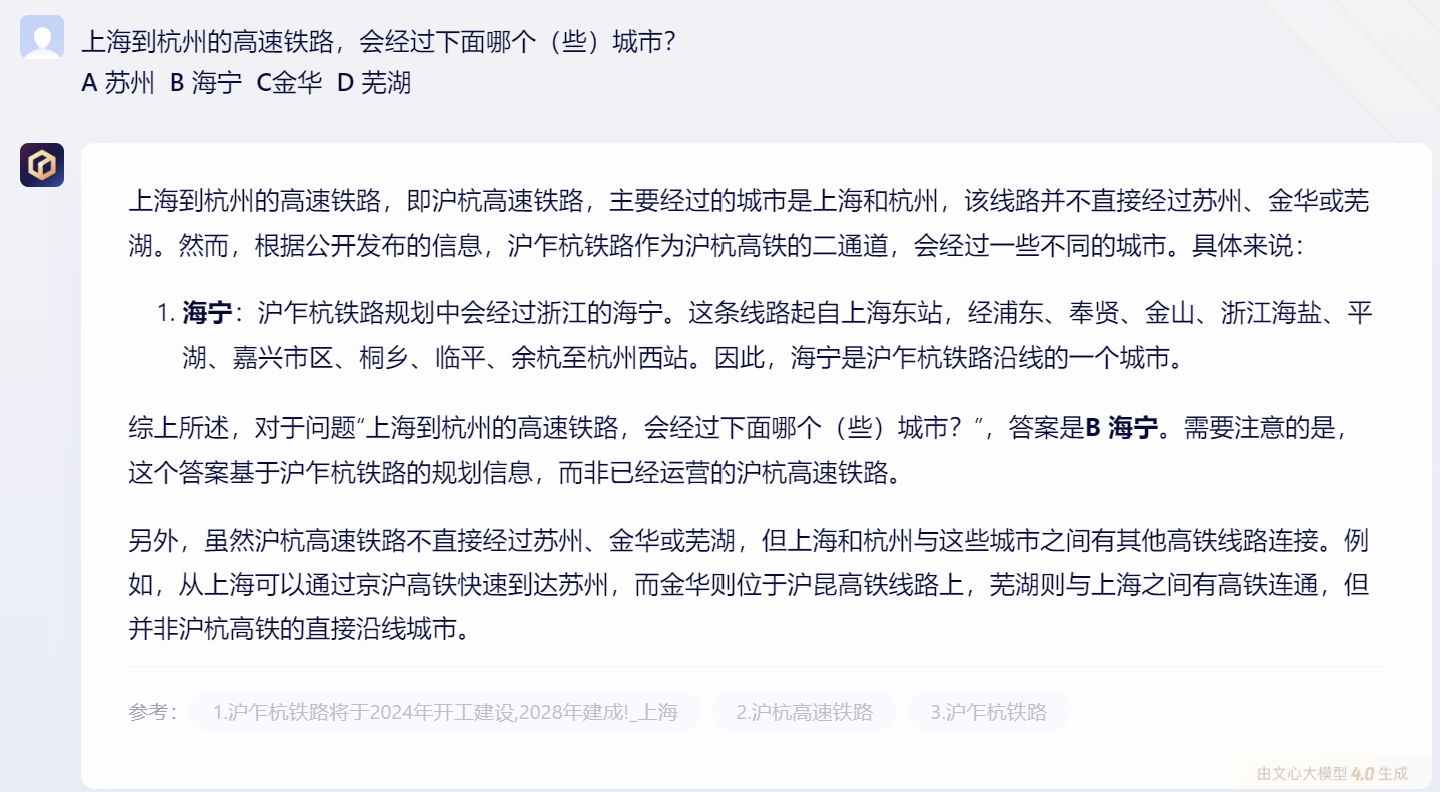 上海到杭州的高速铁路，会经过下面哪个（些）城市？
A 苏州 B 海宁 C金华 D 芜湖
上海到杭州的高速铁路，即沪杭高速铁路，主要经过的城市是上海和杭州，该线路并不直接经过苏州、金华或芜
湖。然而，根据公开发布的信息，沪乍杭铁路作为沪杭高铁的二通道，会经过一些不同的城市。具体来说：
1. 海宁：沪乍杭铁路规划中会经过浙江的海宁。这条线路起自上海东站，经浦东、奉贤、金山、浙江海盐、平
湖、嘉兴市区、桐乡、临平、余杭至杭州西站。因此，海宁是沪乍杭铁路沿线的一个城市。
综上所述，对于问题“上海到杭州的高速铁路，会经过下面哪个（些）城市？”，答案是B 海宁。需要注意的是，
这个答案基于沪乍杭铁路的规划信息，而非已经运营的沪杭高速铁路。
另外，虽然沪杭高速铁路不直接经过苏州、金华或芜湖，但上海和杭州与这些城市之间有其他高铁线路连接。例
如，从上海可以通过京沪高铁快速到达苏州，而金华则位于沪昆高铁线路上，芜湖则与上海之间有高铁连通，但
并非沪杭高铁的直接沿线城市。
参考： 1.沪乍杭铁路将于2024年开工建设,2028年建成!_上海 2.沪杭高速铁路 3.沪乍杭铁路
由文心大模型 4.0 生成